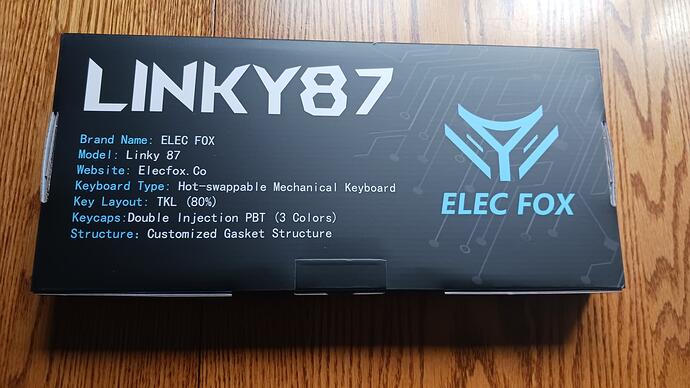 LINKY87
Brand Name: ELEC FOX
Model: Linky 87
Website: Elecfox.Co
Keyboard Type: Hot-swappable Mechanical Keyboard
Key Layout: TKL (80%)
Keycaps:Double Injection PBT (3 Colors)
Structure: Customized Gasket Structure
ELEC FOX